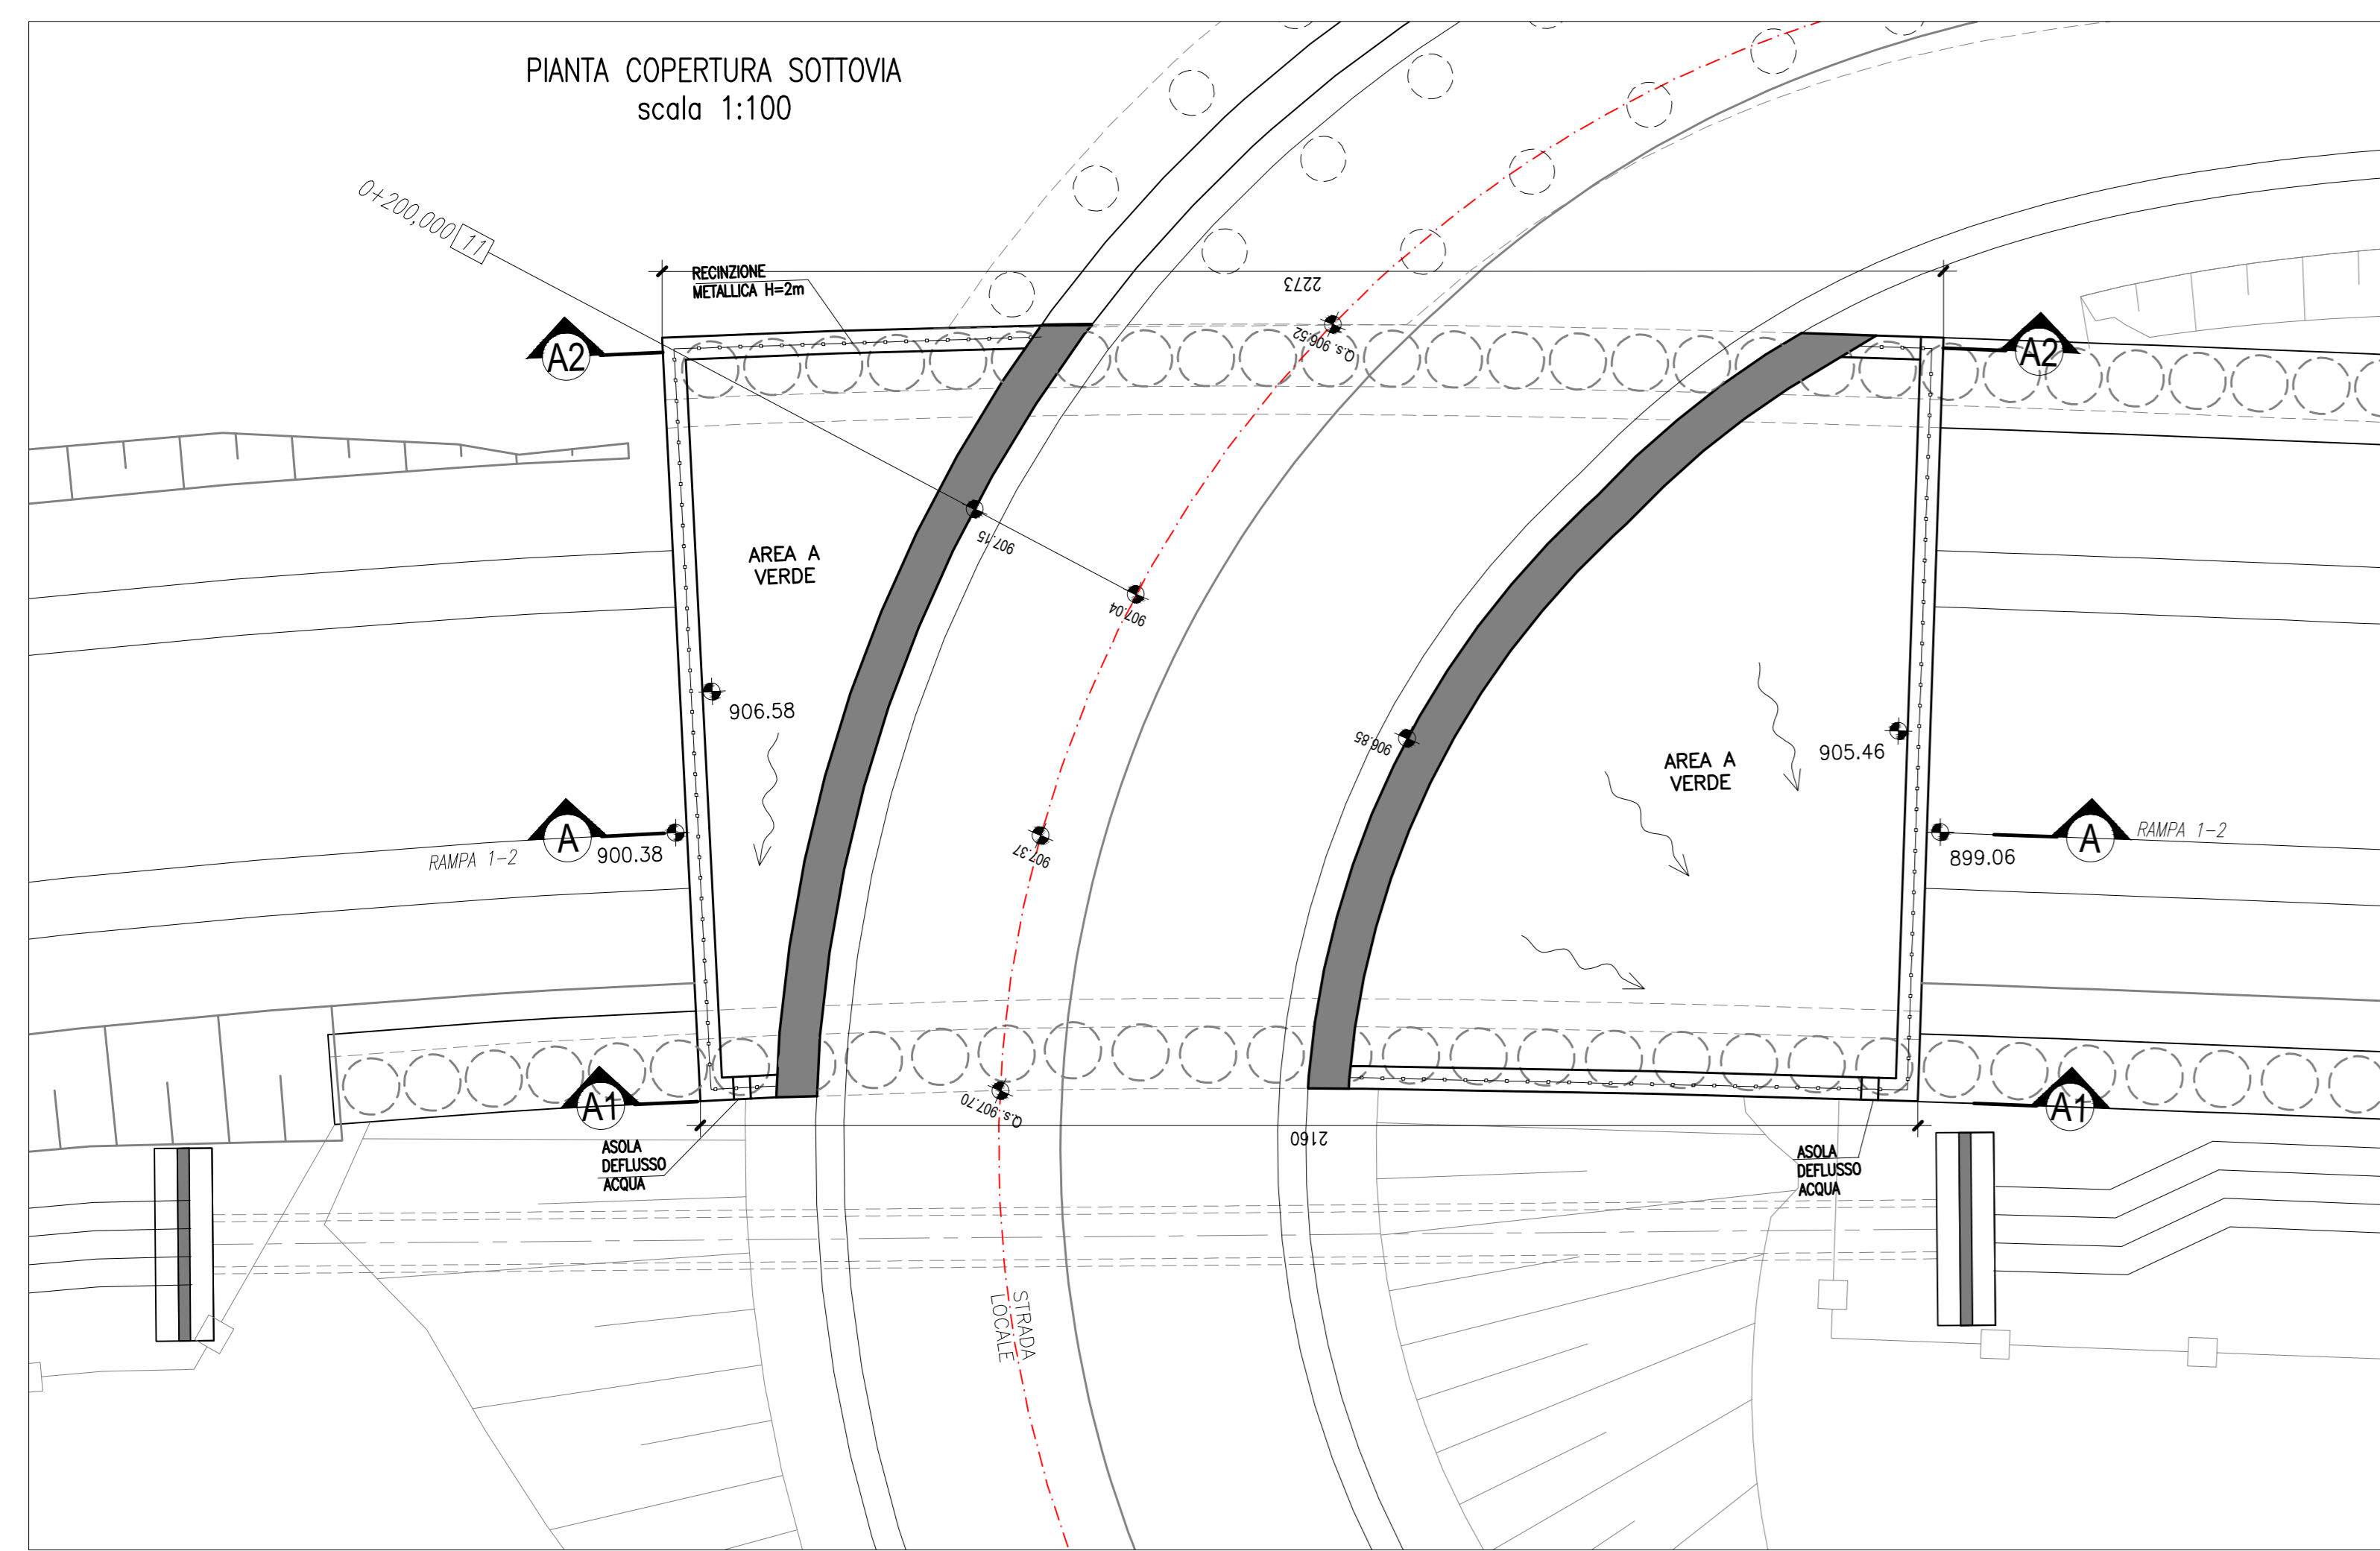 PIANTA COPERTURA SOTTOVIA
scala 1:100
0+200,000 11
RECINZIONE
METALLICA H=2m
2273
A2
A2
Q.s. 906.52
907.15
AREA A
VERDE
907.04
906.58
906.85
AREA A
VERDE
905.46
907.37
RAMPA 1-2
A
900.38
899.06
A
RAMPA 1-2
Q.s. 907.70
A1
A1
2160
ASOLA
DEFLUSSO
ACQUA
ASOLA
DEFLUSSO
ACQUA
STRADA
LOCALE